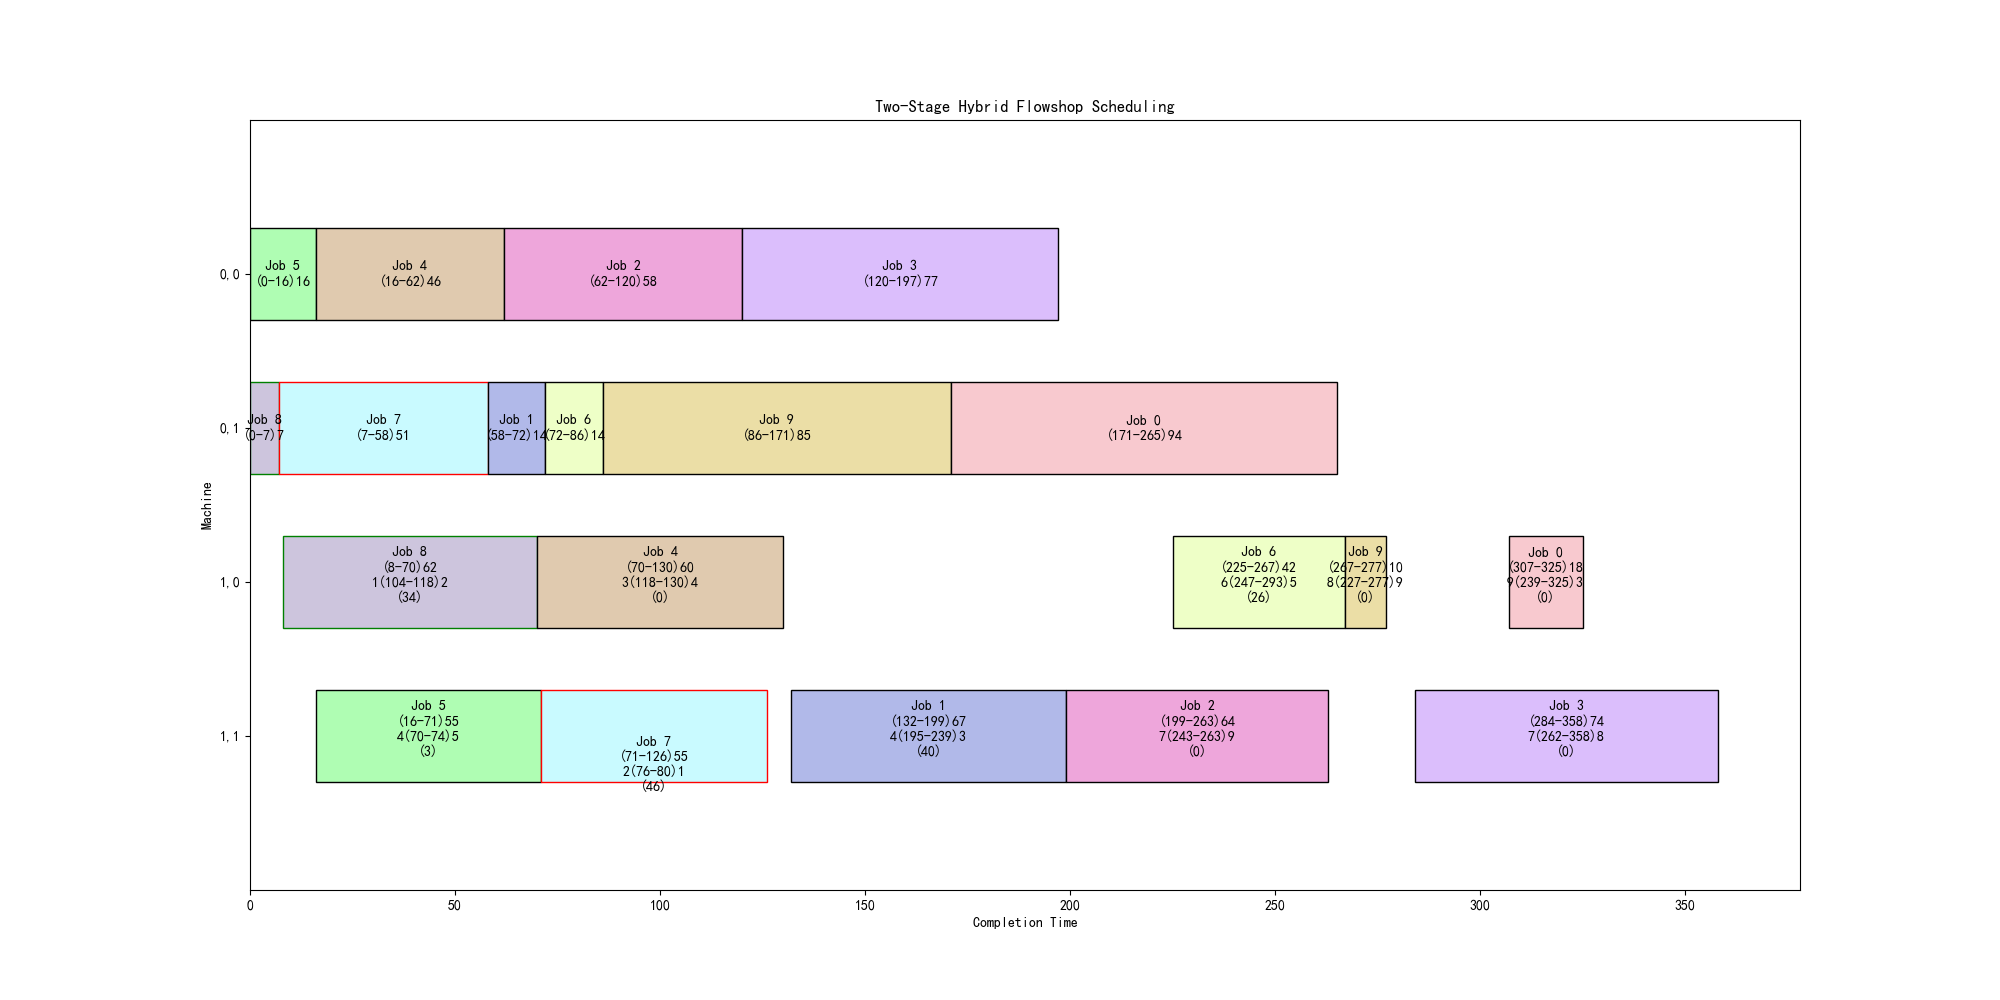 Two-Stage Hybrid Flowshop Scheduling
Machine
0,0
Job 5
(0-16)16
Job 4
(16-62)46
Job 2
(62-120)58
Job 3
(120-197)77
0,1
Job 8
(0-7)7
Job 7
(7-58)51
Job 1
(58-72)14
Job 6
(72-86)14
Job 9
(86-171)85
Job 0
(171-265)94
1,0
Job 8
(8-70)62
1(104-118)2
(34)
Job 4
(70-130)60
3(118-130)4
(0)
Job 6
(225-267)42
6(247-293)5
(26)
Job 9
(267-277)10
8(227-277)9
(0)
Job 0
(307-325)18
9(239-325)3
(0)
1,1
Job 5
(16-71)55
4(70-74)5
(3)
Job 7
(71-126)55
2(76-80)1
(46)
Job 1
(132-199)67
4(195-239)3
(40)
Job 2
(199-263)64
7(243-263)9
(0)
Job 3
(284-358)74
7(262-358)8
(0)
0 50 100 150 200 250 300 350
Completion Time